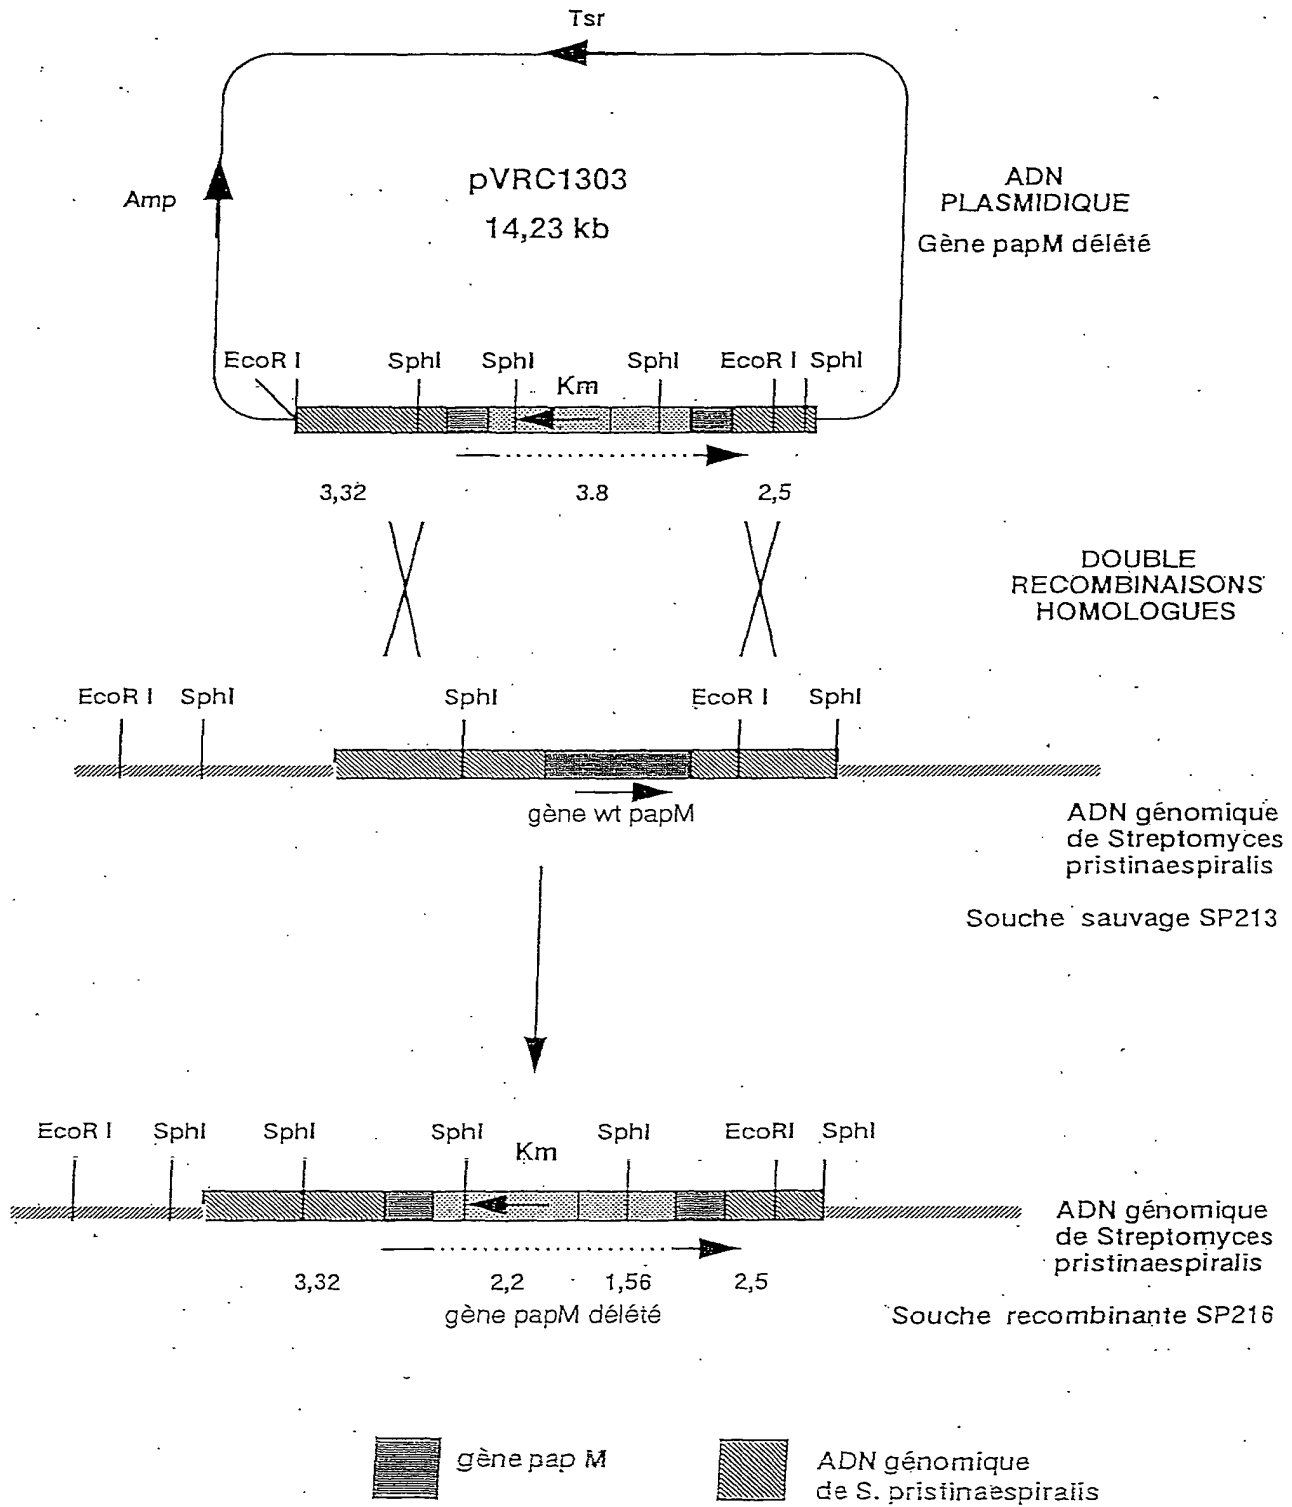 Tsr
pVRC1303
14,23 kb
Amp
ADN
PLASMIDIQUE
Gène papM délété
EcoR I SphI SphI SphI EcoR I SphI
Km
3,32 3.8 2,5
DOUBLE
RECOMBINAISONS
HOMOLOGUES
EcoR I SphI SphI EcoR I SphI
gène wt papM
ADN génomique
de Streptomyces
pristinaespiralis
Souche sauvage SP213
EcoR I SphI SphI SphI SphI EcoRI SphI
Km
3,32 2,2 1,56 2,5
gène papM délété
ADN génomique
de Streptomyces
pristinaespiralis
Souche recombinante SP216
gène pap M
ADN génomique
de S. pristinaespiralis